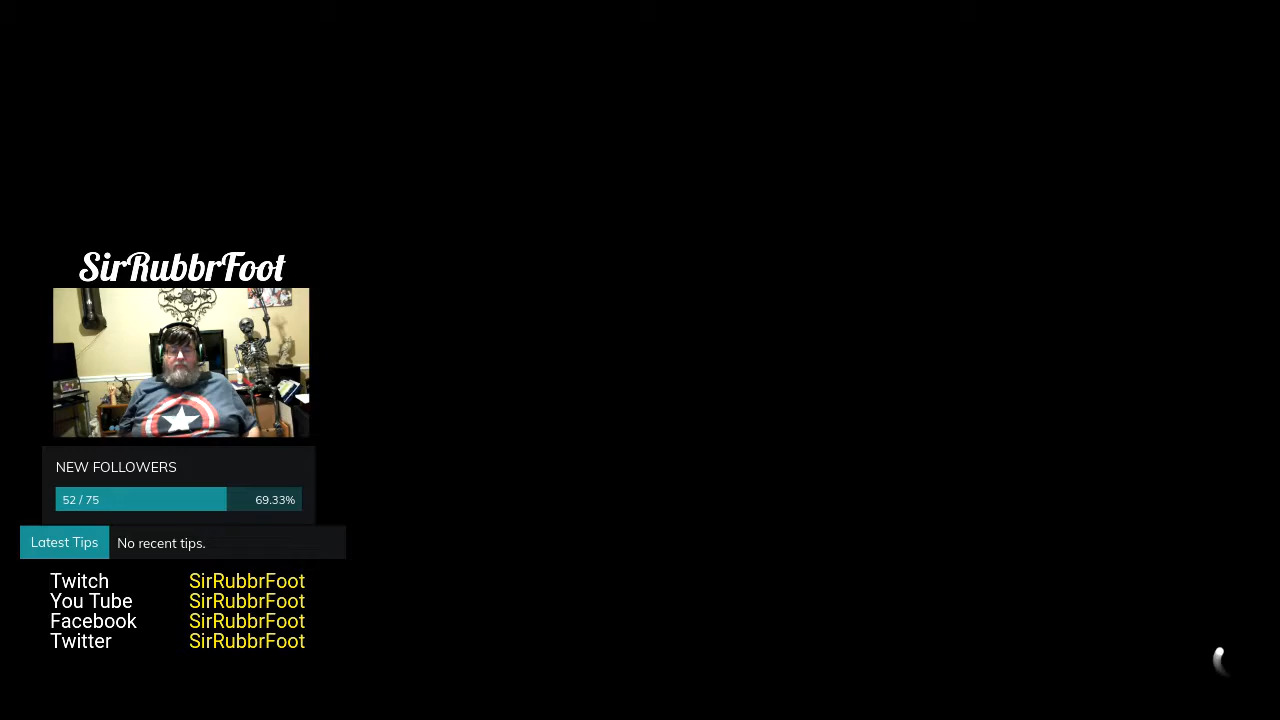 SirRubbrFoot
NEW FOLLOWERS
52 / 75 69.33%
Latest Tips No recent tips.
Twitch SirRubbrFoot
You Tube SirRubbrFoot
Facebook SirRubbrFoot
Twitter SirRubbrFoot